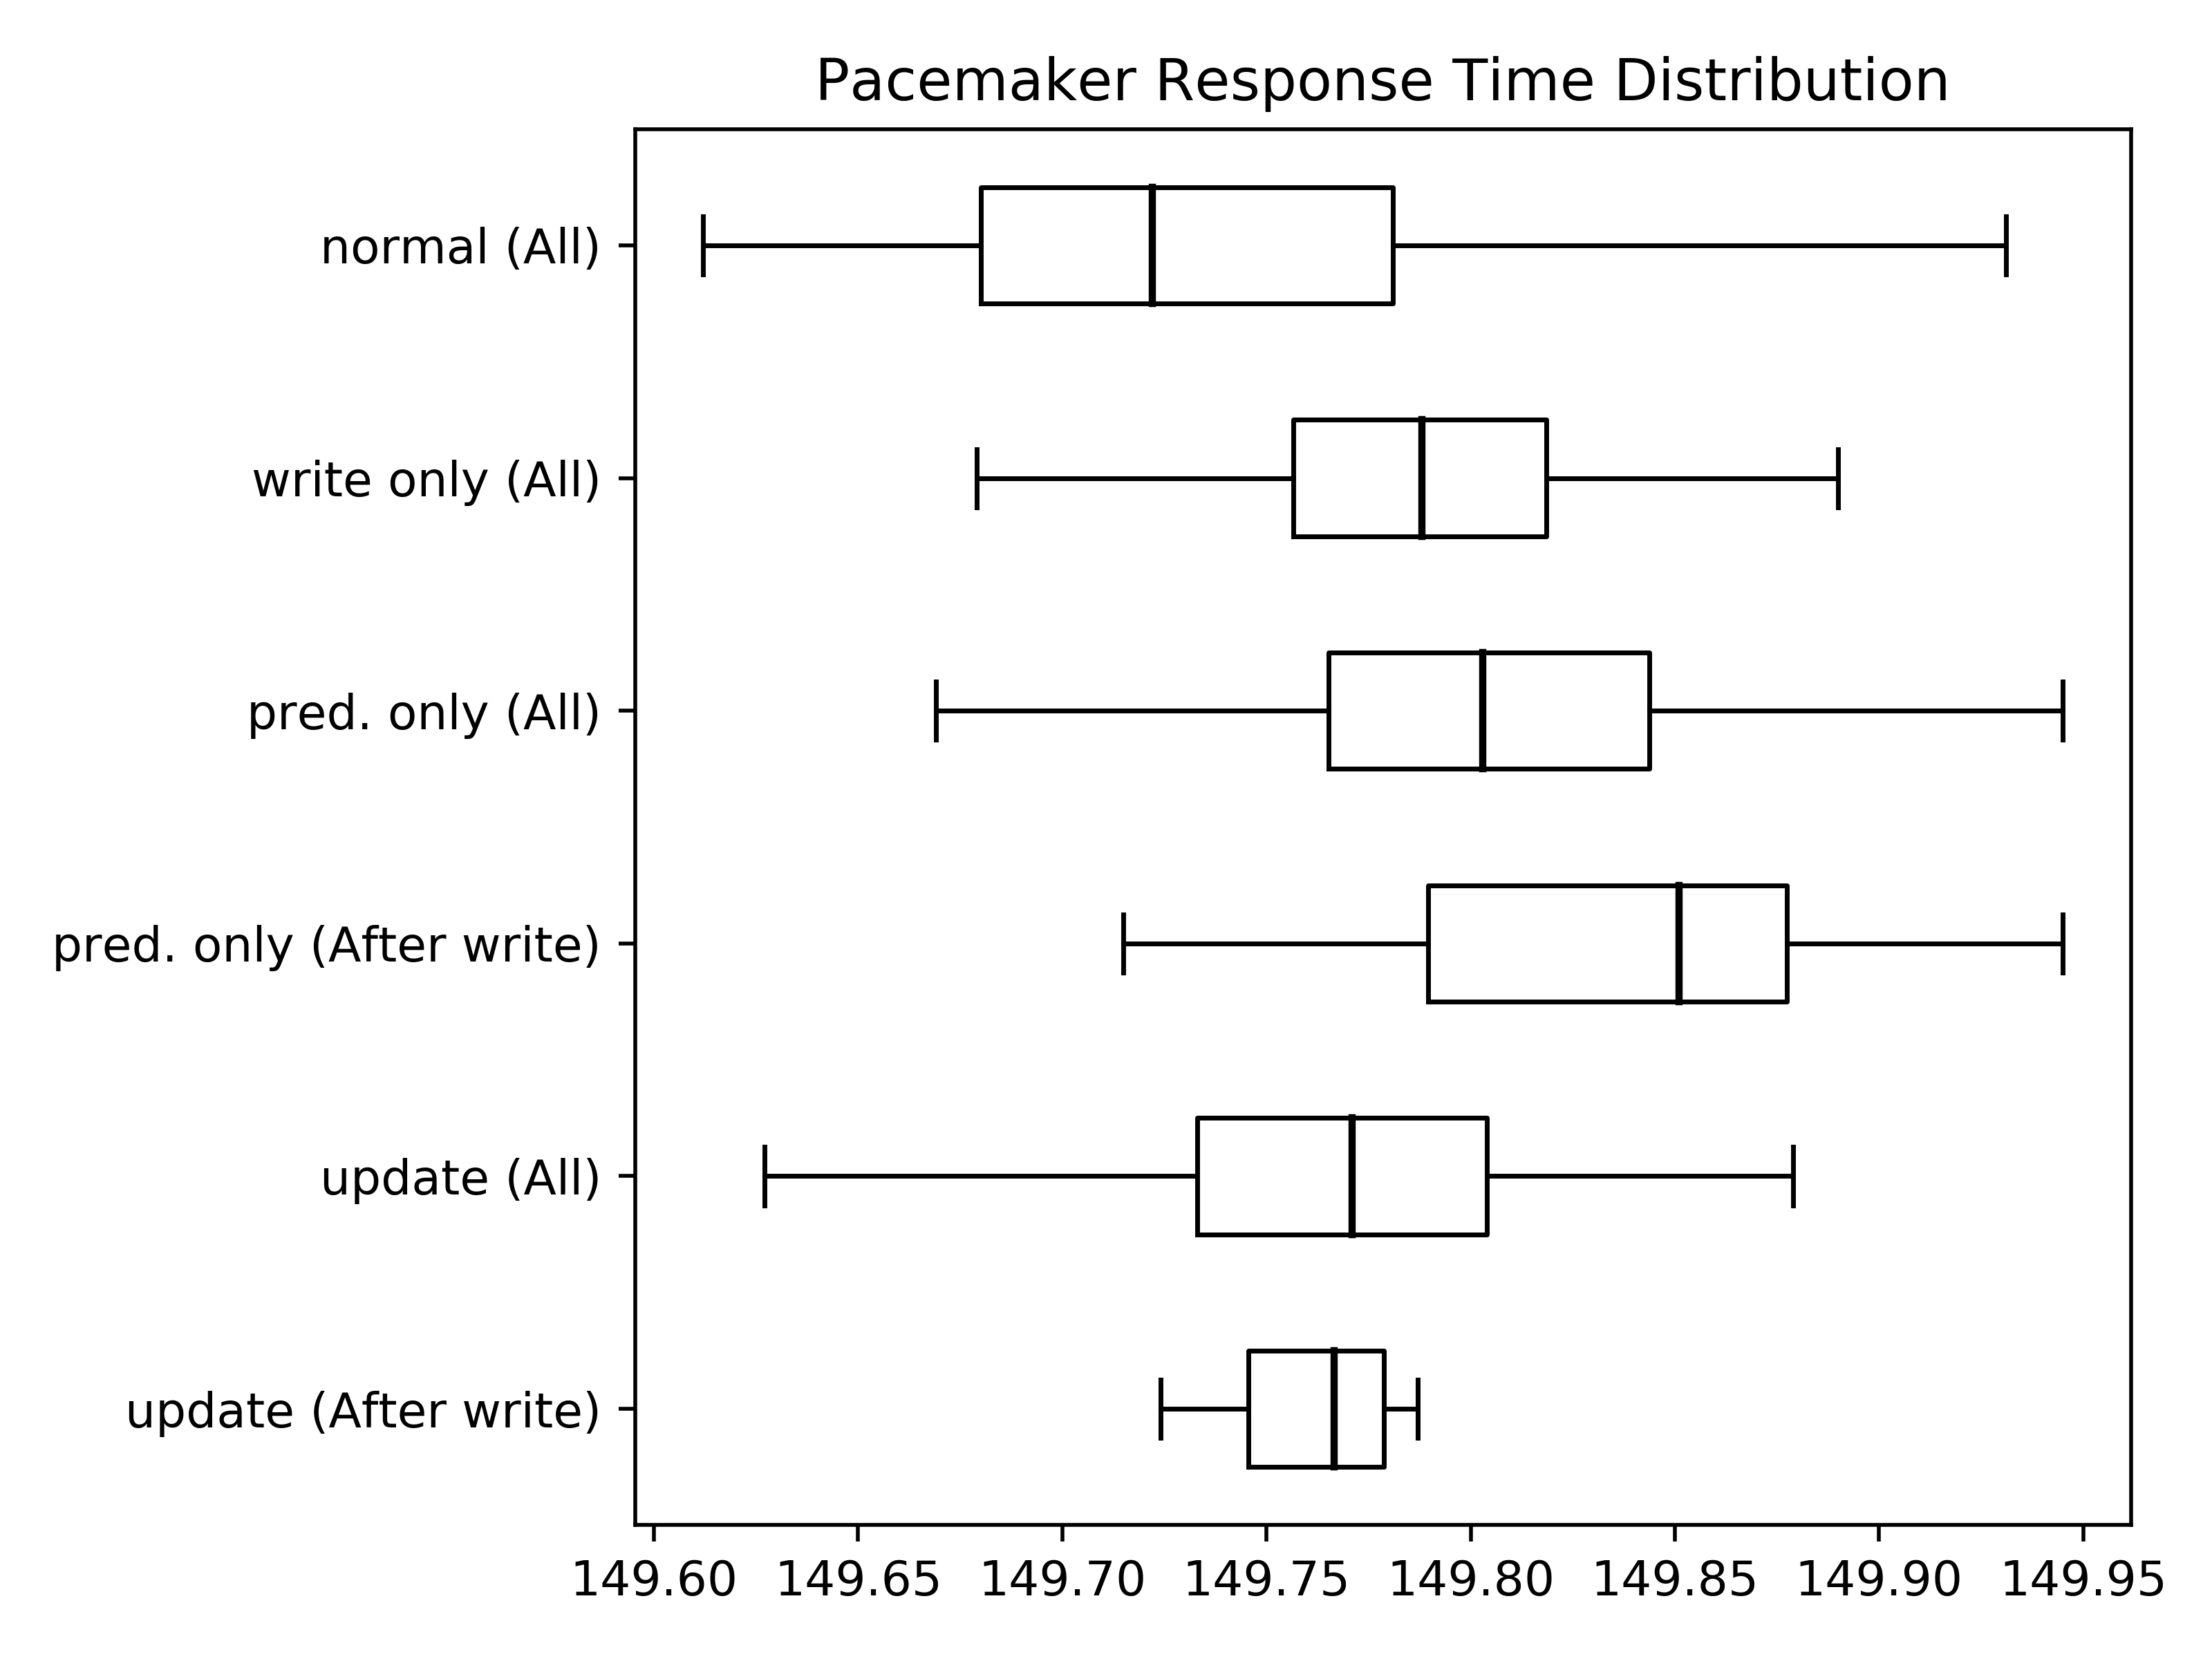 Pacemaker Response Time Distribution
normal (All)
write only (All)
pred. only (All)
pred. only (After write)
update (All)
update (After write)
149.60 149.65 149.70 149.75 149.80 149.85 149.90 149.95